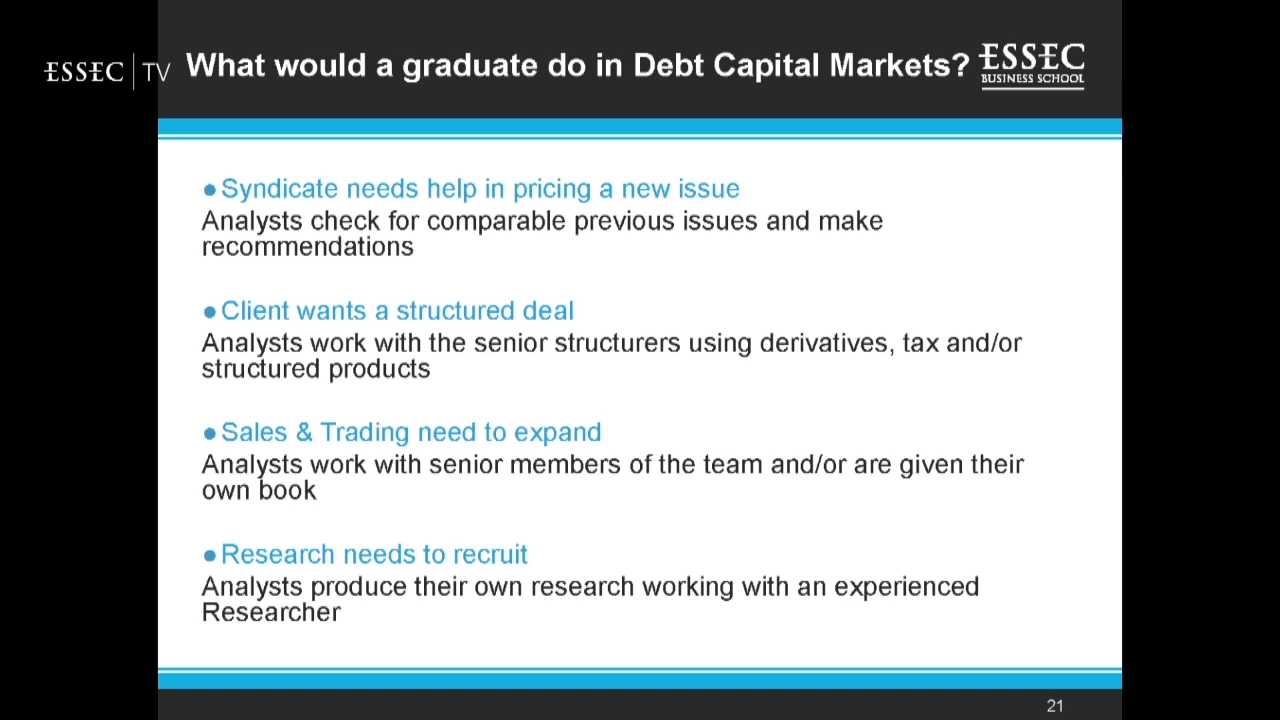 ESSEC | TV
What would a graduate do in Debt Capital Markets?
ESSEC
BUSINESS SCHOOL
●Syndicate needs help in pricing a new issue
Analysts check for comparable previous issues and make
recommendations
●Client wants a structured deal
Analysts work with the senior structurers using derivatives, tax and/or
structured products
●Sales & Trading need to expand
Analysts work with senior members of the team and/or are given their
own book
●Research needs to recruit
Analysts produce their own research working with an experienced
Researcher
21